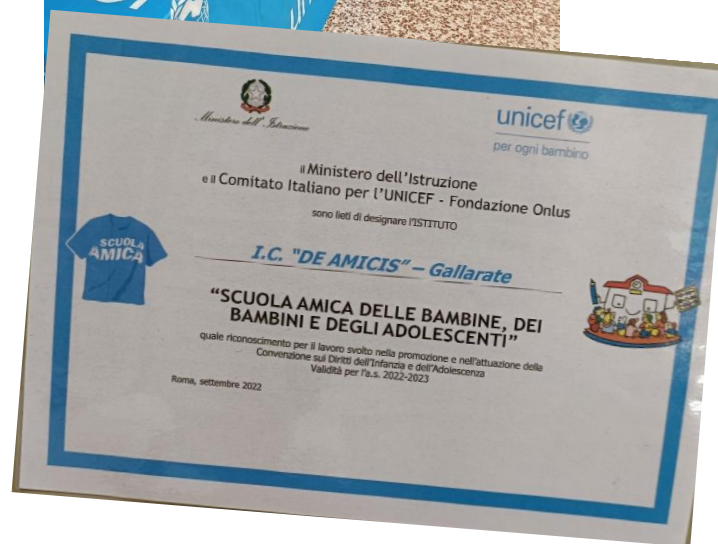 Ministero dell'Istruzione
unicef
per ogni bambino
il Ministero dell'Istruzione
e il Comitato Italiano per l'UNICEF - Fondazione Onlus
sono lieti di designare l'ISTITUTO
I.C. "DE AMICIS" – Gallarate
SCUOLA
AMICA
“SCUOLA AMICA DELLE BAMBINE, DEI
BAMBINI E DEGLI ADOLESCENTI”
quale riconoscimento per il lavoro svolto nella promozione e nell'attuazione della
Convenzione sui Diritti dell'Infanzia e dell'Adolescenza
Validità per l'a.s. 2022-2023
Roma, settembre 2022